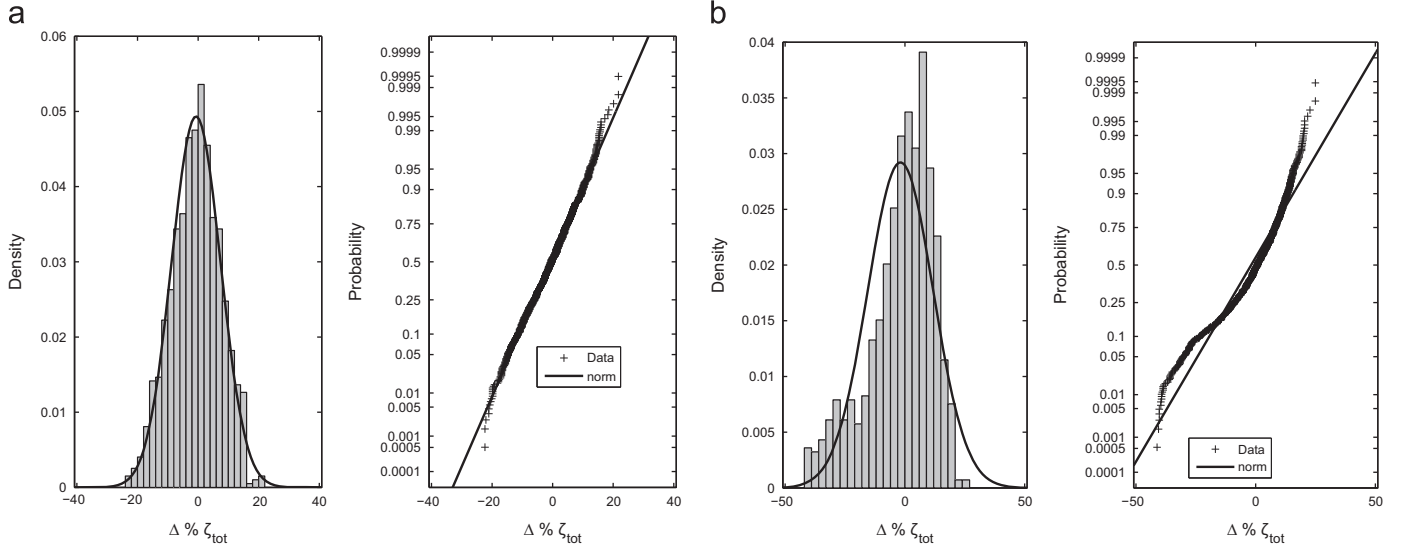 a
0.06
0.05
0.04
0.03
0.02
0.01
0
−40 −20 0 20 40
Density
Δ % ζtot
0.9999
0.9995
0.999
0.995
0.99
0.95
0.9
0.75
0.5
0.25
0.1
0.05
0.01
0.005
0.001
0.0005
0.0001
−40 −20 0 20 40
Probability
Δ % ζtot
Data
norm
b
0.04
0.035
0.03
0.025
0.02
0.015
0.01
0.005
0
−50 0 50
Density
Δ % ζtot
0.9999
0.9995
0.999
0.995
0.99
0.95
0.9
0.75
0.5
0.25
0.1
0.05
0.01
0.005
0.001
0.0005
0.0001
−50 0 50
Probability
Δ % ζtot
Data
norm